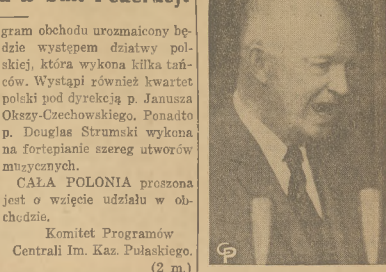 gram obchodu urozmaicony bę-
dzie występem dziatwy pol-
skiej, która wykona kilka tań-
ców. Wystąpi również kwartet
polski pod dyrekcją p. Janusza
Okszy-Czechowskiego. Ponadto
p. Douglas Strumski wykona
na fortepianie szereg utworów
muzycznych.
CAŁA POLONIA proszona
jest o wzięcie udziału w ob-
chodzie.
Komitet Programów
Centrali Im. Kaz. Pułaskiego.
(2 m.)
CP